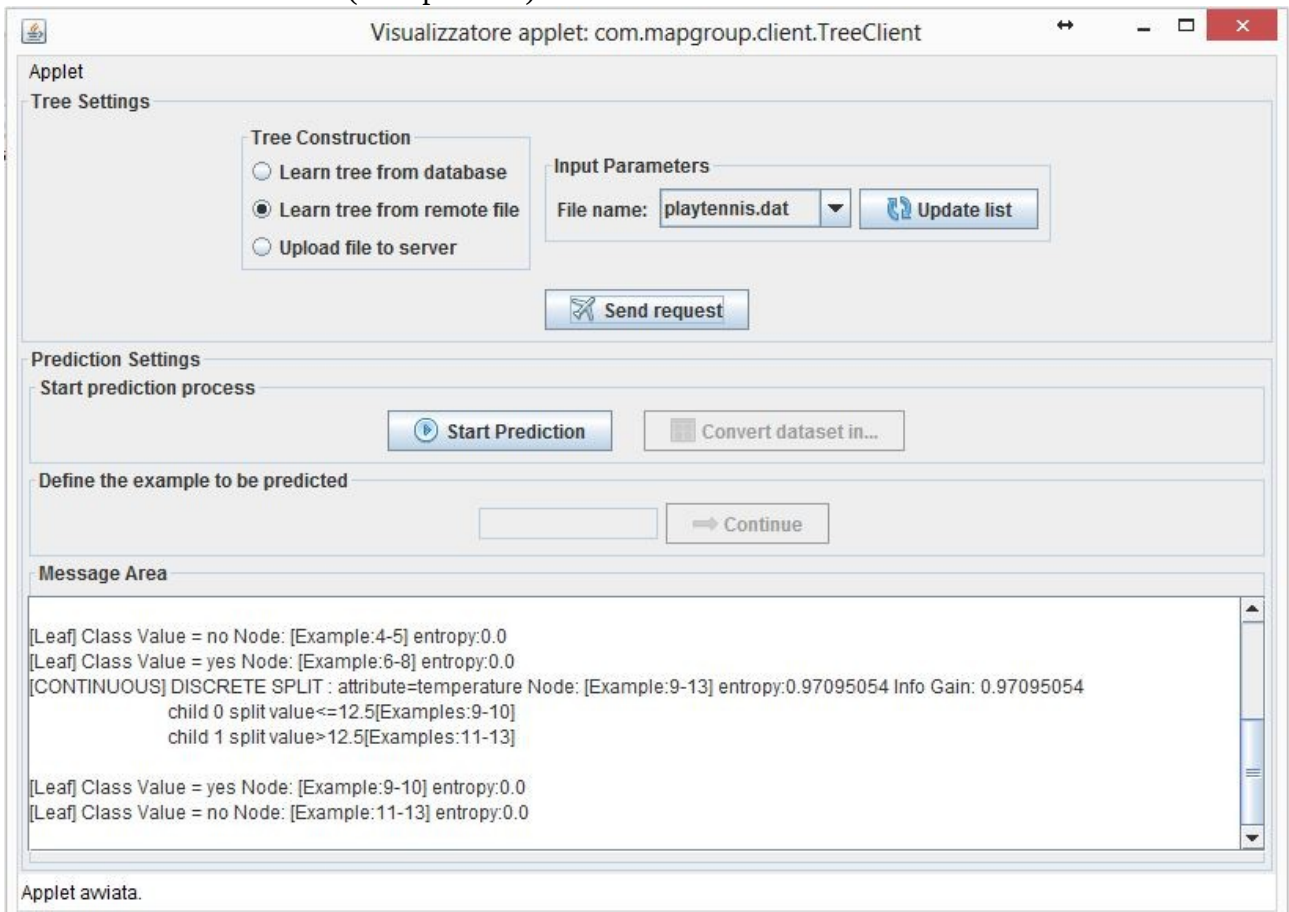 Visualizzatore applet: com.mapgroup.client.TreeClient
Applet
Tree Settings
Tree Construction
Learn tree from database
Learn tree from remote file
Upload file to server
Input Parameters
File name: playtennis.dat Update list
Send request
Prediction Settings
Start prediction process
Start Prediction Convert dataset in...
Define the example to be predicted
Continue
Message Area
[Leaf] Class Value = no Node: [Example:4-5] entropy:0.0
[Leaf] Class Value = yes Node: [Example:6-8] entropy:0.0
[CONTINUOUS] DISCRETE SPLIT : attribute=temperature Node: [Example:9-13] entropy:0.97095054 Info Gain: 0.97095054
child 0 split value<=12.5[Examples:9-10]
child 1 split value>12.5[Examples:11-13]
[Leaf] Class Value = yes Node: [Example:9-10] entropy:0.0
[Leaf] Class Value = no Node: [Example:11-13] entropy:0.0
Applet avviata.